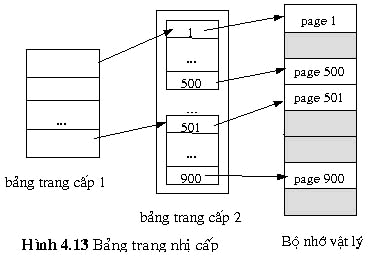 1
...
500
...
501
...
900
...
page 1
page 500
page 501
page 900
bảng trang cấp 1
bảng trang cấp 2
Bộ nhớ vật lý
Hình 4.13 Bảng trang nhị cấp